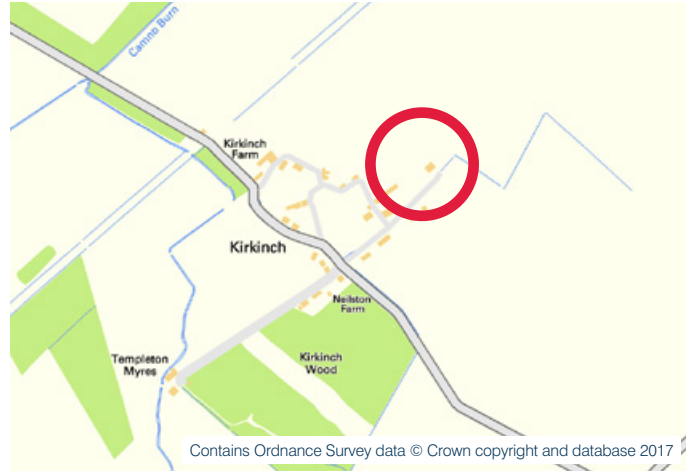 Camno Burn
Kirkinch
Farm
Kirkinch
Neilston
Farm
Templeton
Myres
Kirkinch
Wood
Contains Ordnance Survey data © Crown copyright and database 2017